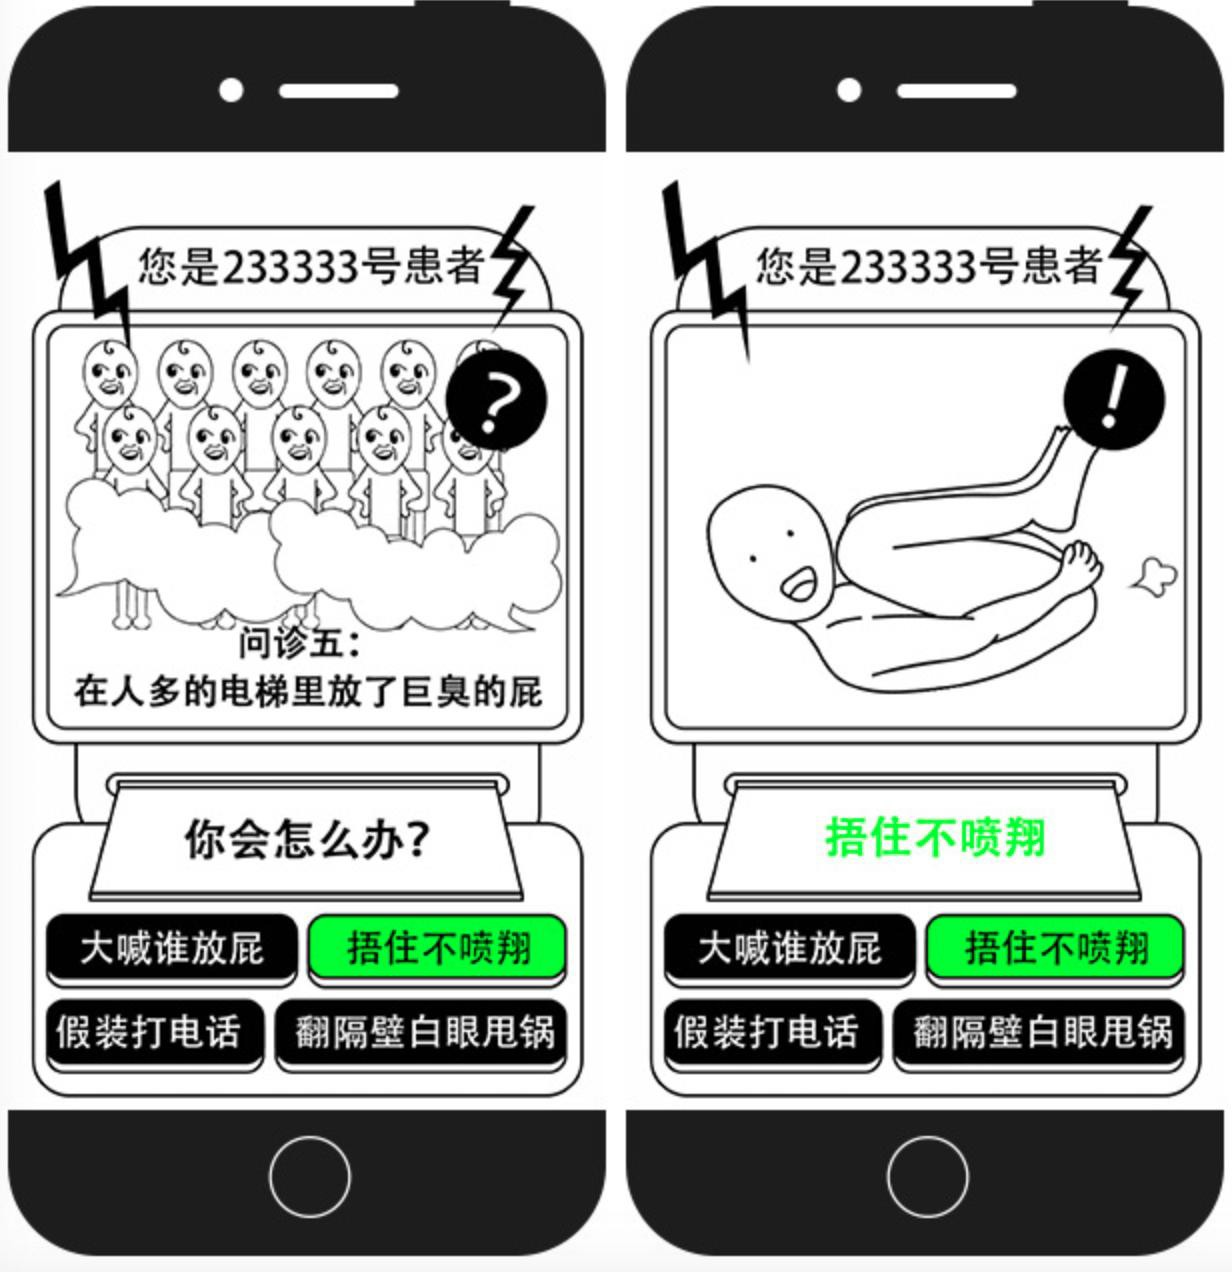 您是233333号患者
?
问诊五：
在人多的电梯里放了巨臭的屁
你会怎么办？
大喊谁放屁
捂住不喷翔
假装打电话
翻隔壁白眼甩锅
您是233333号患者
!
捂住不喷翔
大喊谁放屁
捂住不喷翔
假装打电话
翻隔壁白眼甩锅